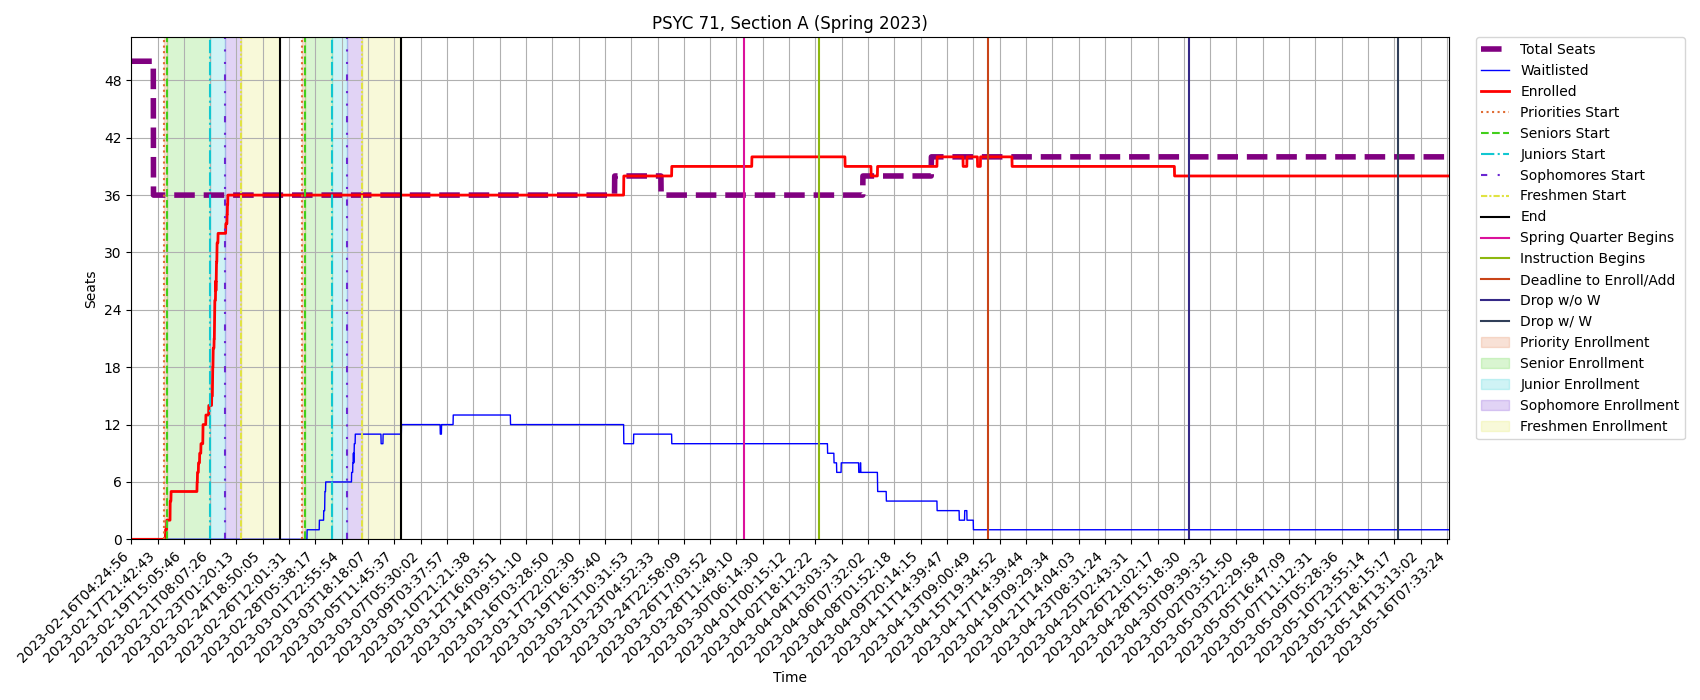 PSYC 71, Section A (Spring 2023)
Seats
48
42
36
30
24
18
12
6
0
2023-02-16T04:24:56
2023-02-17T21:42:43
2023-02-19T15:05:46
2023-02-21T08:07:26
2023-02-23T01:20:13
2023-02-24T18:50:05
2023-02-26T12:01:31
2023-02-28T05:38:17
2023-03-01T22:55:54
2023-03-03T16:18:07
2023-03-05T11:45:37
2023-03-07T05:30:02
2023-03-09T03:37:57
2023-03-10T21:21:38
2023-03-12T16:03:51
2023-03-14T09:51:10
2023-03-16T03:28:50
2023-03-17T22:02:30
2023-03-19T16:35:40
2023-03-21T10:31:53
2023-03-23T04:52:33
2023-03-24T22:58:09
2023-03-26T17:03:52
2023-03-28T11:49:10
2023-03-30T06:14:30
2023-04-01T00:15:12
2023-04-02T18:12:22
2023-04-04T13:03:31
2023-04-06T07:32:02
2023-04-08T01:52:18
2023-04-09T20:14:15
2023-04-11T14:39:47
2023-04-13T09:00:49
2023-04-15T19:34:52
2023-04-17T14:39:44
2023-04-19T09:29:34
2023-04-21T14:04:03
2023-04-23T08:31:24
2023-04-25T02:43:31
2023-04-26T21:02:17
2023-04-28T15:18:30
2023-04-30T09:39:32
2023-05-02T03:51:50
2023-05-03T22:29:58
2023-05-05T16:47:09
2023-05-07T11:12:31
2023-05-09T05:28:36
2023-05-10T23:55:14
2023-05-12T18:15:17
2023-05-14T13:13:02
2023-05-16T07:33:24
Time
Total Seats
Waitlisted
Enrolled
Priorities Start
Seniors Start
Juniors Start
Sophomores Start
Freshmen Start
End
Spring Quarter Begins
Instruction Begins
Deadline to Enroll/Add
Drop w/o W
Drop w/ W
Priority Enrollment
Senior Enrollment
Junior Enrollment
Sophomore Enrollment
Freshmen Enrollment